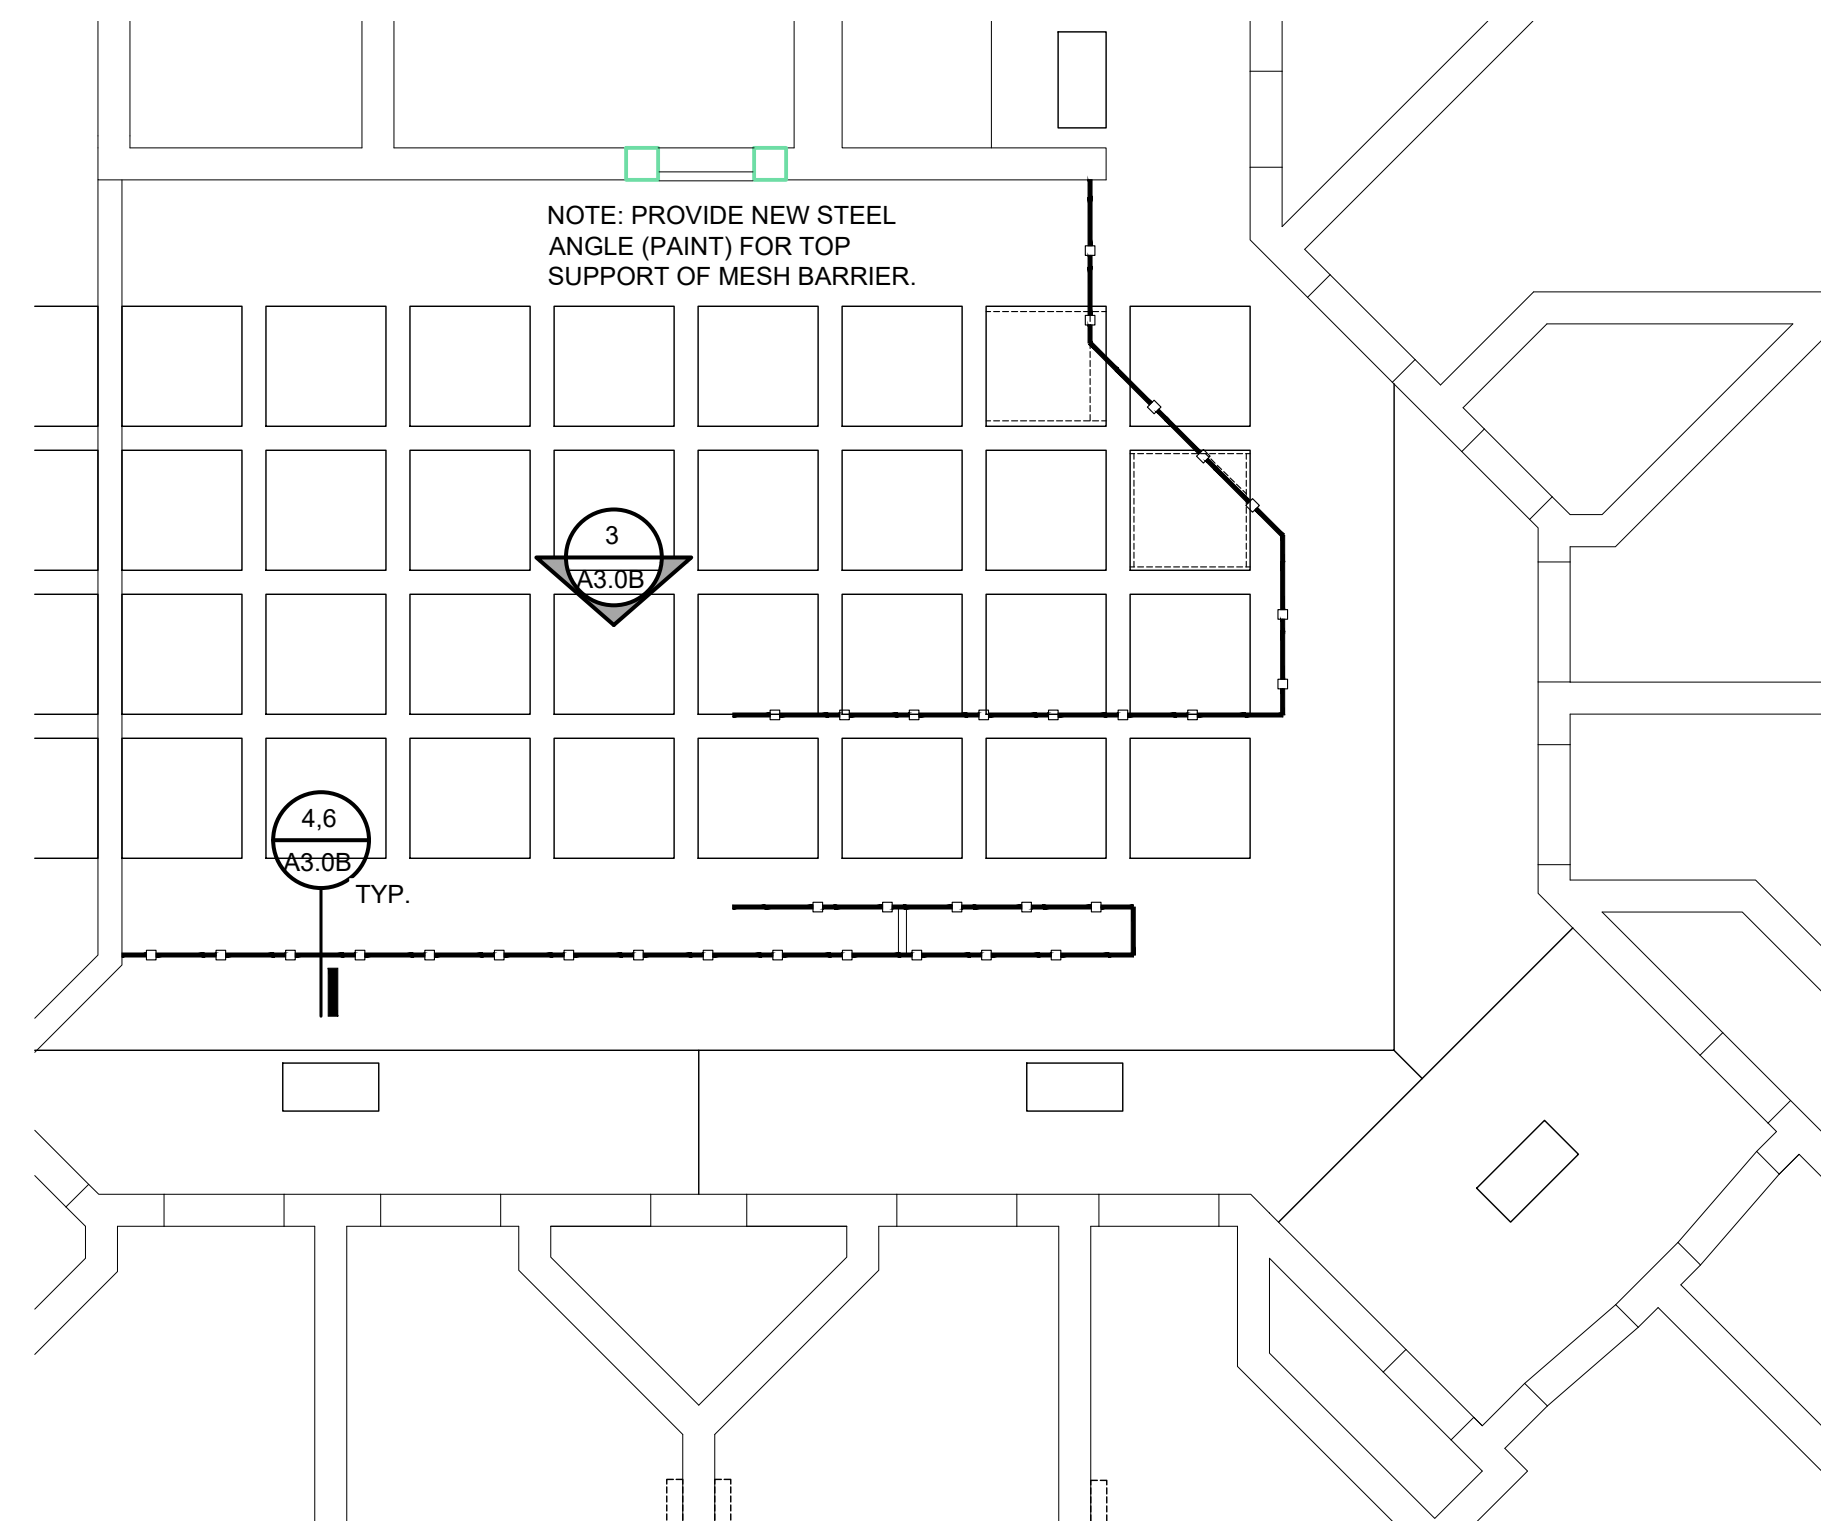 NOTE: PROVIDE NEW STEEL
ANGLE (PAINT) FOR TOP
SUPPORT OF MESH BARRIER.
3
A3.0B
4,6
A3.0B
TYP.